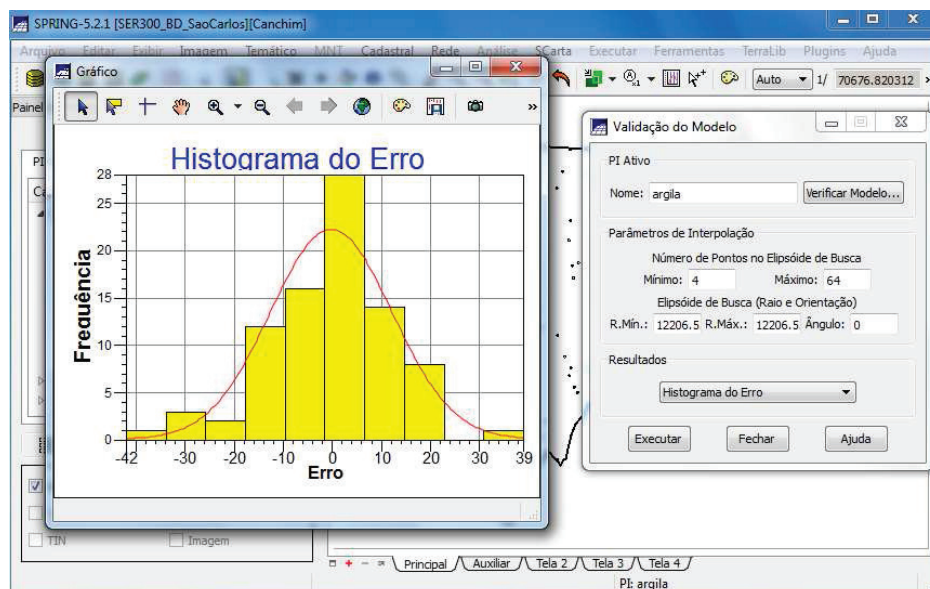 SPRING-5.2.1 [SER300_BD_SaoCarlos][Canchim]
Arquivo Editar Exibir Imagem Temático MNT Cadastral Rede Análise SCarta Executar Ferramentas TerraLib Plugins Ajuda
Auto 1/ 70676.820312 »
Painel
PI
TIN Imagem
Gráfico
»
Histograma do Erro
Frequência
28
25
20
15
10
5
0
-42 -30 -20 -10 0 10 20 30 39
Erro
Validação do Modelo
PI Ativo
Nome: argila Verificar Modelo...
Parâmetros de Interpolação
Número de Pontos no Elipsóide de Busca
Mínimo: 4 Máximo: 64
Elipsóide de Busca (Raio e Orientação)
R.Mín.: 12206.5 R.Máx.: 12206.5 Ângulo: 0
Resultados
Histograma do Erro
Executar Fechar Ajuda
Principal Auxiliar Tela 2 Tela 3 Tela 4
PI: argila